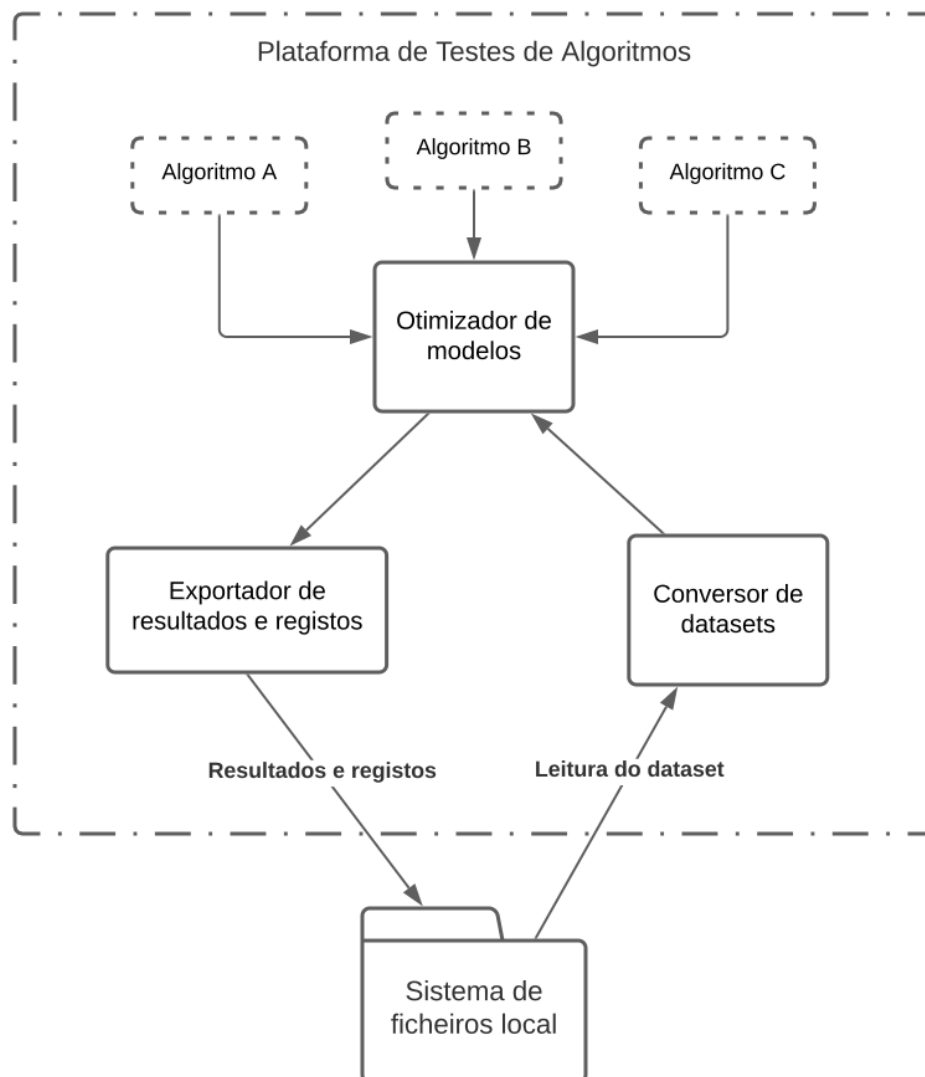 Plataforma de Testes de Algoritmos
Algoritmo A
Algoritmo B
Algoritmo C
Otimizador de
modelos
Exportador de
resultados e registos
Conversor de
datasets
Resultados e registos
Leitura do dataset
Sistema de
ficheiros local